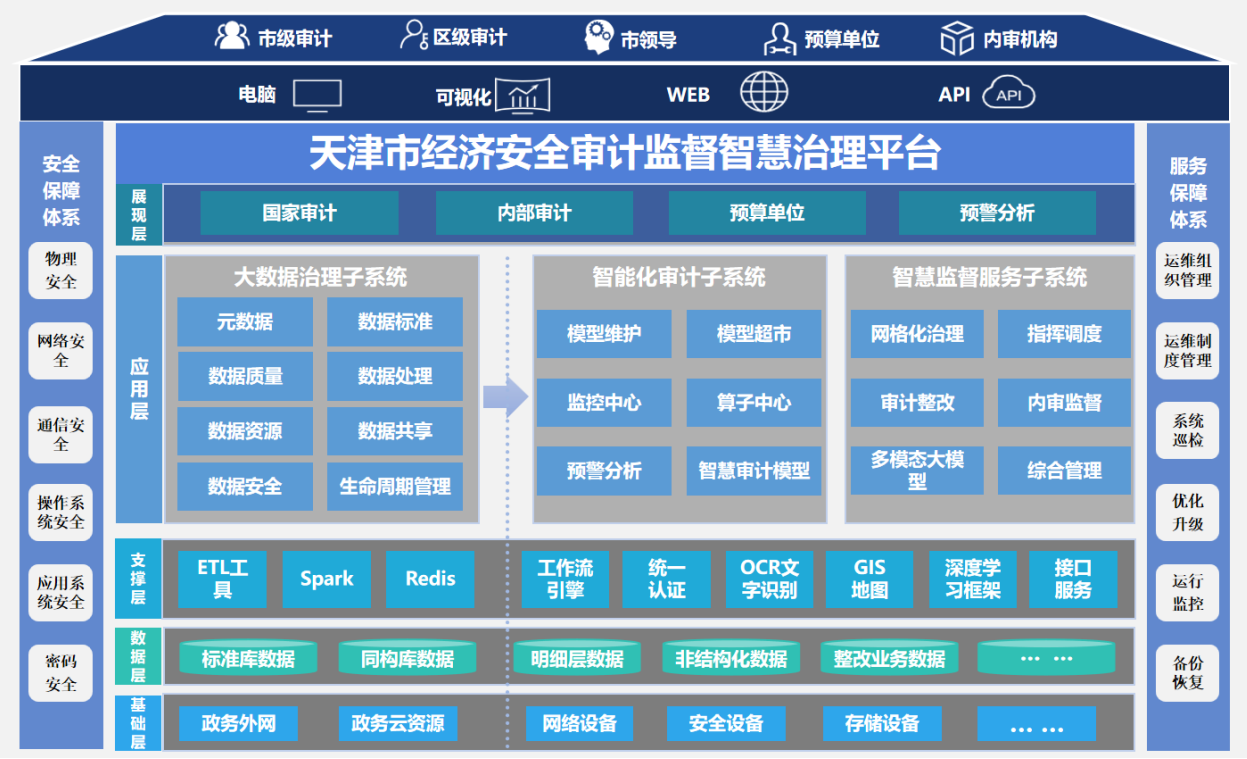 市级审计
区级审计
市领导
预算单位
内审机构
电脑
可视化
WEB
API
API
天津市经济安全审计监督智慧治理平台
安全
保障
体系
物理
安全
网络安
全
通信安
全
操作系
统安全
应用系
统安全
密码
安全
展现层
国家审计
内部审计
预算单位
预警分析
应用层
大数据治理子系统
元数据
数据标准
数据质量
数据处理
数据资源
数据共享
数据安全
生命周期管理
智能化审计子系统
模型维护
模型超市
监控中心
算子中心
预警分析
智慧审计模型
智慧监督服务子系统
网格化治理
指挥调度
审计整改
内审监督
多模态大模
型
综合管理
支撑层
ETL工
具
Spark
Redis
工作流
引擎
统一
认证
OCR文
字识别
GIS
地图
深度学
习框架
接口
服务
数据层
标准库数据
同构库数据
明细层数据
非结构化数据
整改业务数据
… …
基础层
政务外网
政务云资源
网络设备
安全设备
存储设备
… …
服务
保障
体系
运维组
织管理
运维制
度管理
系统
巡检
优化
升级
运行
监控
备份
恢复